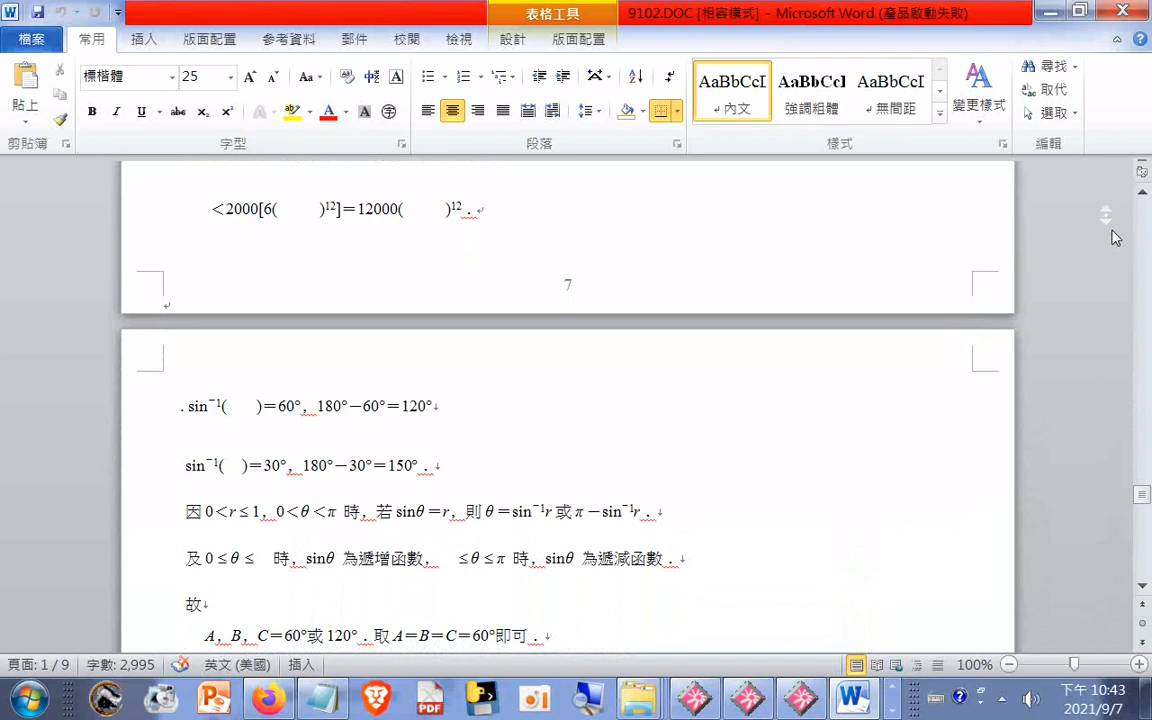 表格工具
9102.DOC [相容模式] - Microsoft Word (產品啟動失敗)
檔案 常用 插入 版面配置 參考資料 郵件 校閱 檢視 設計 版面配置
標楷體 25
貼上
AaBbCcI AaBbCcI AaBbCcI
內文 強調粗體 無間距
變更樣式
尋找
取代
選取
剪貼簿 字型 段落 樣式 編輯
＜2000[6( )¹²]＝12000( )¹²．
7
. sin⁻¹( )＝60°，180°－60°＝120°
sin⁻¹( )＝30°，180°－30°＝150°．
因 0＜r ≤ 1，0＜θ＜π 時，若 sinθ＝r，則 θ＝sin⁻¹r 或 π－sin⁻¹r．
及 0 ≤ θ ≤ 時，sinθ 為遞增函數， ≤ θ ≤ π 時，sinθ 為遞減函數．
故
A，B，C＝60°或 120°．取 A＝B＝C＝60°即可．
頁面: 1 / 9 字數: 2,995 英文 (美國) 插入 100%
下午 10:43
2021/9/7